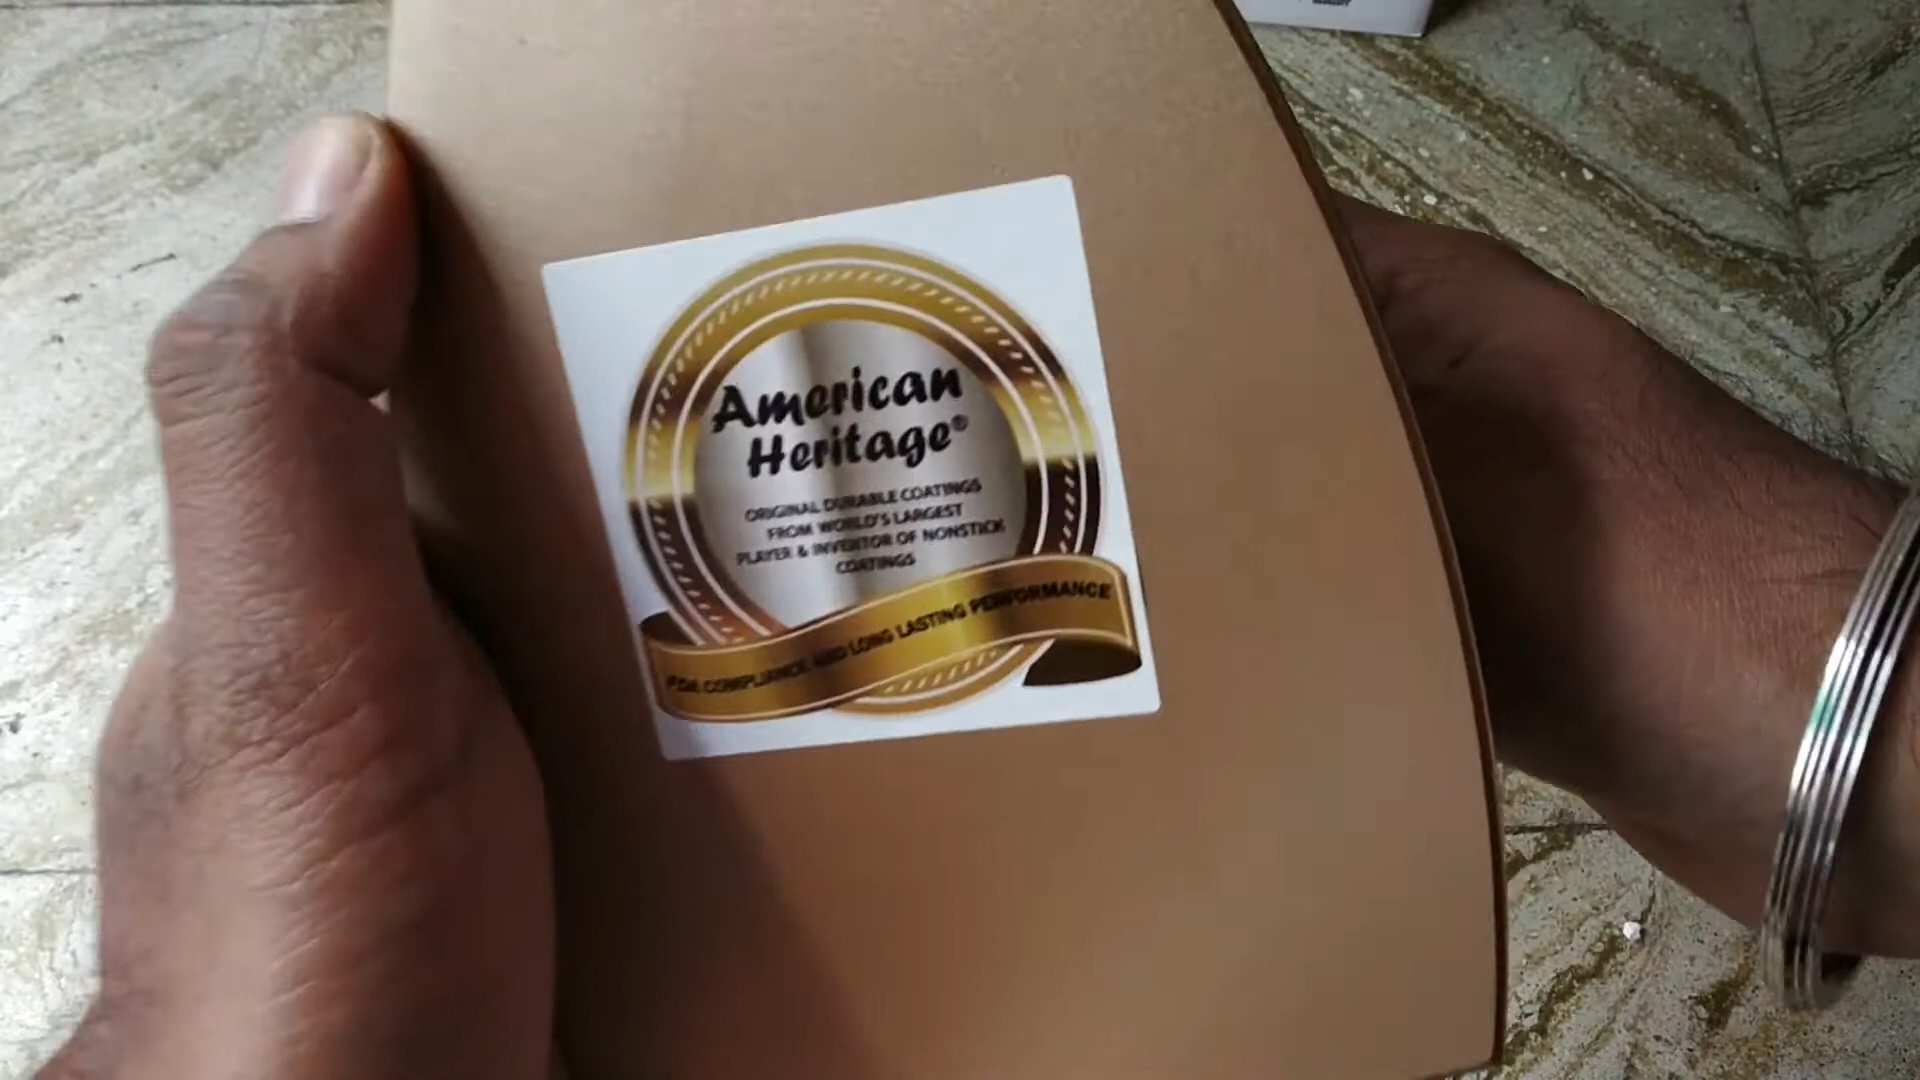 American
Heritage®
ORIGINAL DURABLE COATINGS
FROM WORLD'S LARGEST
PLAYER & INVENTOR OF NONSTICK
COATINGS
FDA COMPLIANCE AND LONG LASTING PERFORMANCE